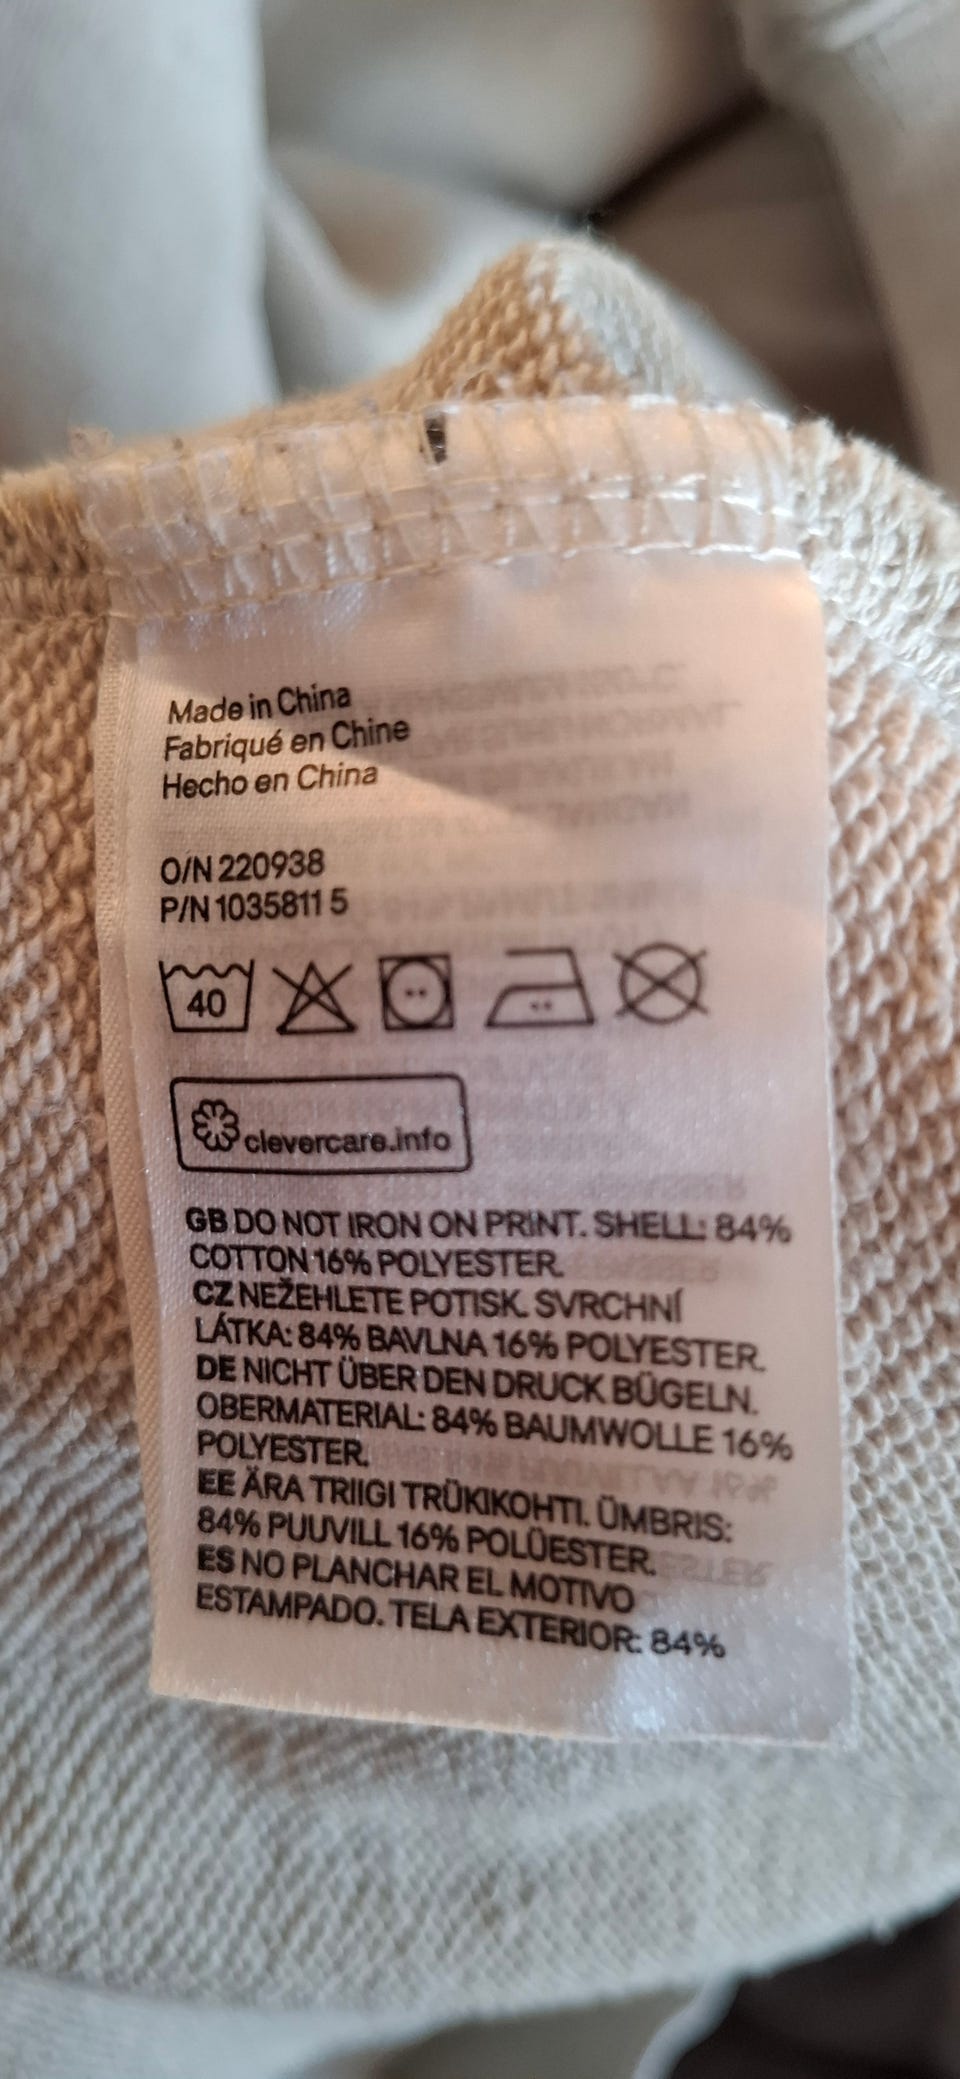 Made in China
Fabriqué en Chine
Hecho en China
O/N 220938
P/N 1035811 5
40
clevercare.info
GB DO NOT IRON ON PRINT. SHELL: 84%
COTTON 16% POLYESTER.
CZ NEŽEHLETE POTISK. SVRCHNÍ
LÁTKA: 84% BAVLNA 16% POLYESTER.
DE NICHT ÜBER DEN DRUCK BÜGELN.
OBERMATERIAL: 84% BAUMWOLLE 16%
POLYESTER.
EE ÄRA TRIIGI TRÜKIKOHTI. ÜMBRIS:
84% PUUVILL 16% POLÜESTER.
ES NO PLANCHAR EL MOTIVO
ESTAMPADO. TELA EXTERIOR: 84%